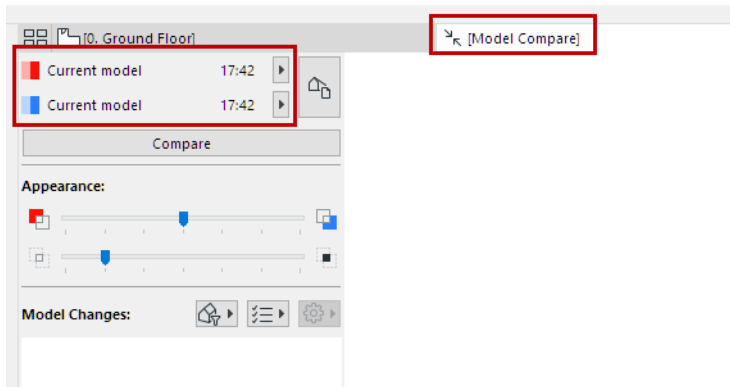 [0. Ground Floor]
[Model Compare]
Current model 17:42
Current model 17:42
Compare
Appearance:
Model Changes: